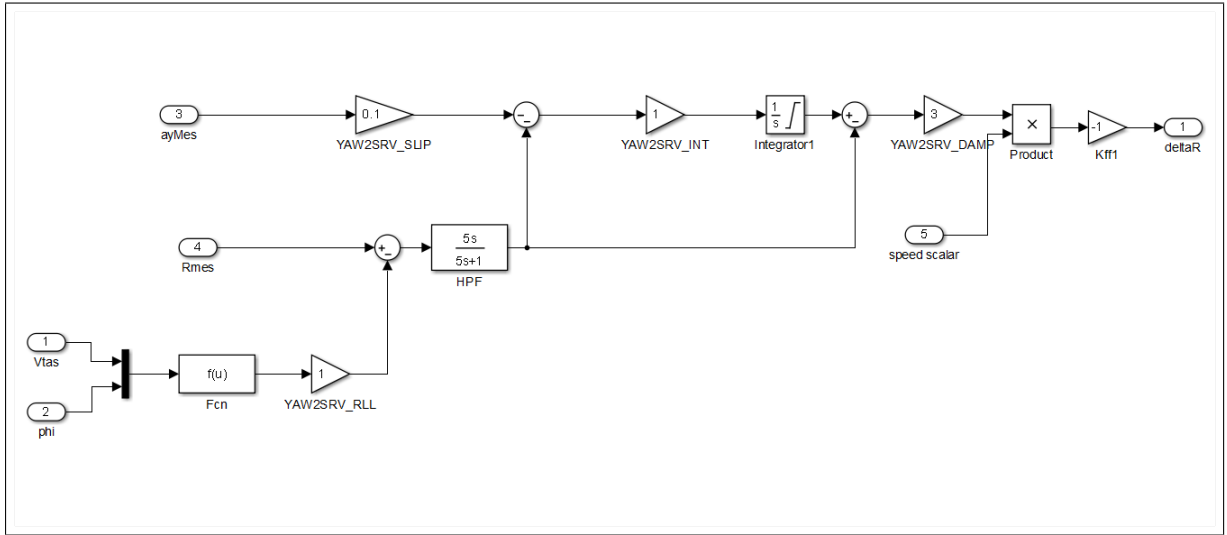 3
ayMes
0.1
YAW2SRV_SLIP
−
−
1
YAW2SRV_INT
1
s
Integrator1
+
−
3
YAW2SRV_DAMP
×
Product
-1
Kff1
1
deltaR
4
Rmes
+
−
5s
5s+1
HPF
5
speed scalar
1
Vtas
2
phi
f(u)
Fcn
1
YAW2SRV_RLL